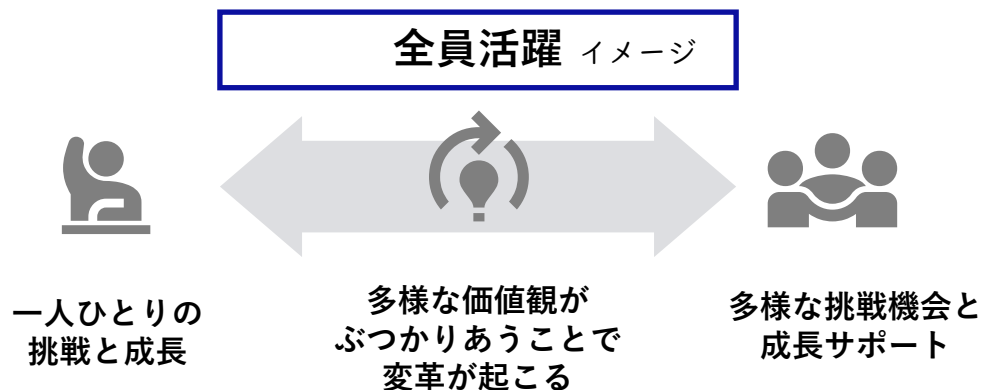 全員活躍 イメージ
一人ひとりの
挑戦と成長
多様な価値観が
ぶつかりあうことで
変革が起こる
多様な挑戦機会と
成長サポート